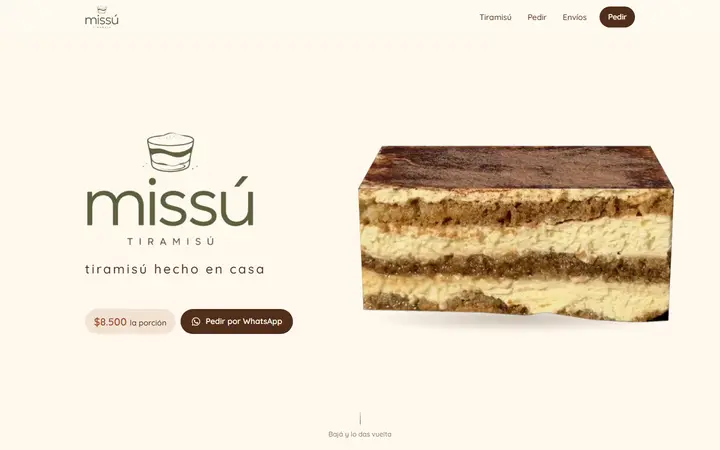 missú
Tiramisú
Pedir
Envíos
Pedir
missú
TIRAMISÚ
tiramisú hecho en casa
$8.500 la porción
Pedir por WhatsApp
Bajá y lo das vuelta